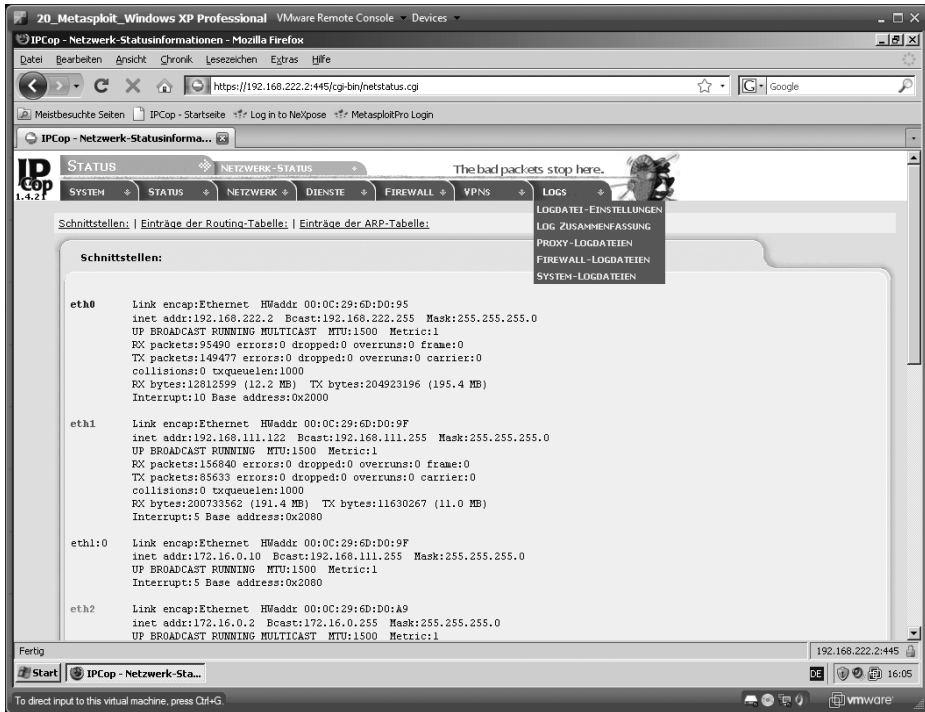 20_Metasploit_Windows XP Professional VMware Remote Console Devices
IPCop - Netzwerk-Statusinformationen - Mozilla Firefox
Datei Bearbeiten Ansicht Chronik Lesezeichen Extras Hilfe
https://192.168.222.2:445/cgi-bin/netstatus.cgi
G Google
Meistbesuchte Seiten IPCop - Startseite Log in to NeXpose MetasploitPro Login
IPCop - Netzwerk-Statusinforma...
IP Cop
1.4.21
STATUS NETZWERK-STATUS The bad packets stop here.
SYSTEM STATUS NETZWERK DIENSTE FIREWALL VPNS LOGS
LOGDATEI-EINSTELLUNGEN
LOG ZUSAMMENFASSUNG
PROXY-LOGDATEIEN
FIREWALL-LOGDATEIEN
SYSTEM-LOGDATEIEN
Schnittstellen: | Einträge der Routing-Tabelle: | Einträge der ARP-Tabelle:
Schnittstellen:
eth0 Link encap:Ethernet HWaddr 00:0C:29:6D:D0:95
inet addr:192.168.222.2 Bcast:192.168.222.255 Mask:255.255.255.0
UP BROADCAST RUNNING MULTICAST MTU:1500 Metric:1
RX packets:95490 errors:0 dropped:0 overruns:0 frame:0
TX packets:149477 errors:0 dropped:0 overruns:0 carrier:0
collisions:0 txqueuelen:1000
RX bytes:12812599 (12.2 MB) TX bytes:204923196 (195.4 MB)
Interrupt:10 Base address:0x2000
eth1 Link encap:Ethernet HWaddr 00:0C:29:6D:D0:9F
inet addr:192.168.111.122 Bcast:192.168.111.255 Mask:255.255.255.0
UP BROADCAST RUNNING MULTICAST MTU:1500 Metric:1
RX packets:156840 errors:0 dropped:0 overruns:0 frame:0
TX packets:85633 errors:0 dropped:0 overruns:0 carrier:0
collisions:0 txqueuelen:1000
RX bytes:200733562 (191.4 MB) TX bytes:11630267 (11.0 MB)
Interrupt:5 Base address:0x2080
eth1:0 Link encap:Ethernet HWaddr 00:0C:29:6D:D0:9F
inet addr:172.16.0.10 Bcast:192.168.111.255 Mask:255.255.255.0
UP BROADCAST RUNNING MTU:1500 Metric:1
Interrupt:5 Base address:0x2080
eth2 Link encap:Ethernet HWaddr 00:0C:29:6D:D0:A9
inet addr:172.16.0.2 Bcast:172.16.0.255 Mask:255.255.255.0
UP BROADCAST RUNNING MULTICAST MTU:1500 Metric:1
Fertig 192.168.222.2:445
Start IPCop - Netzwerk-Sta... DE 16:05
To direct input to this virtual machine, press Ctrl+G. vmware